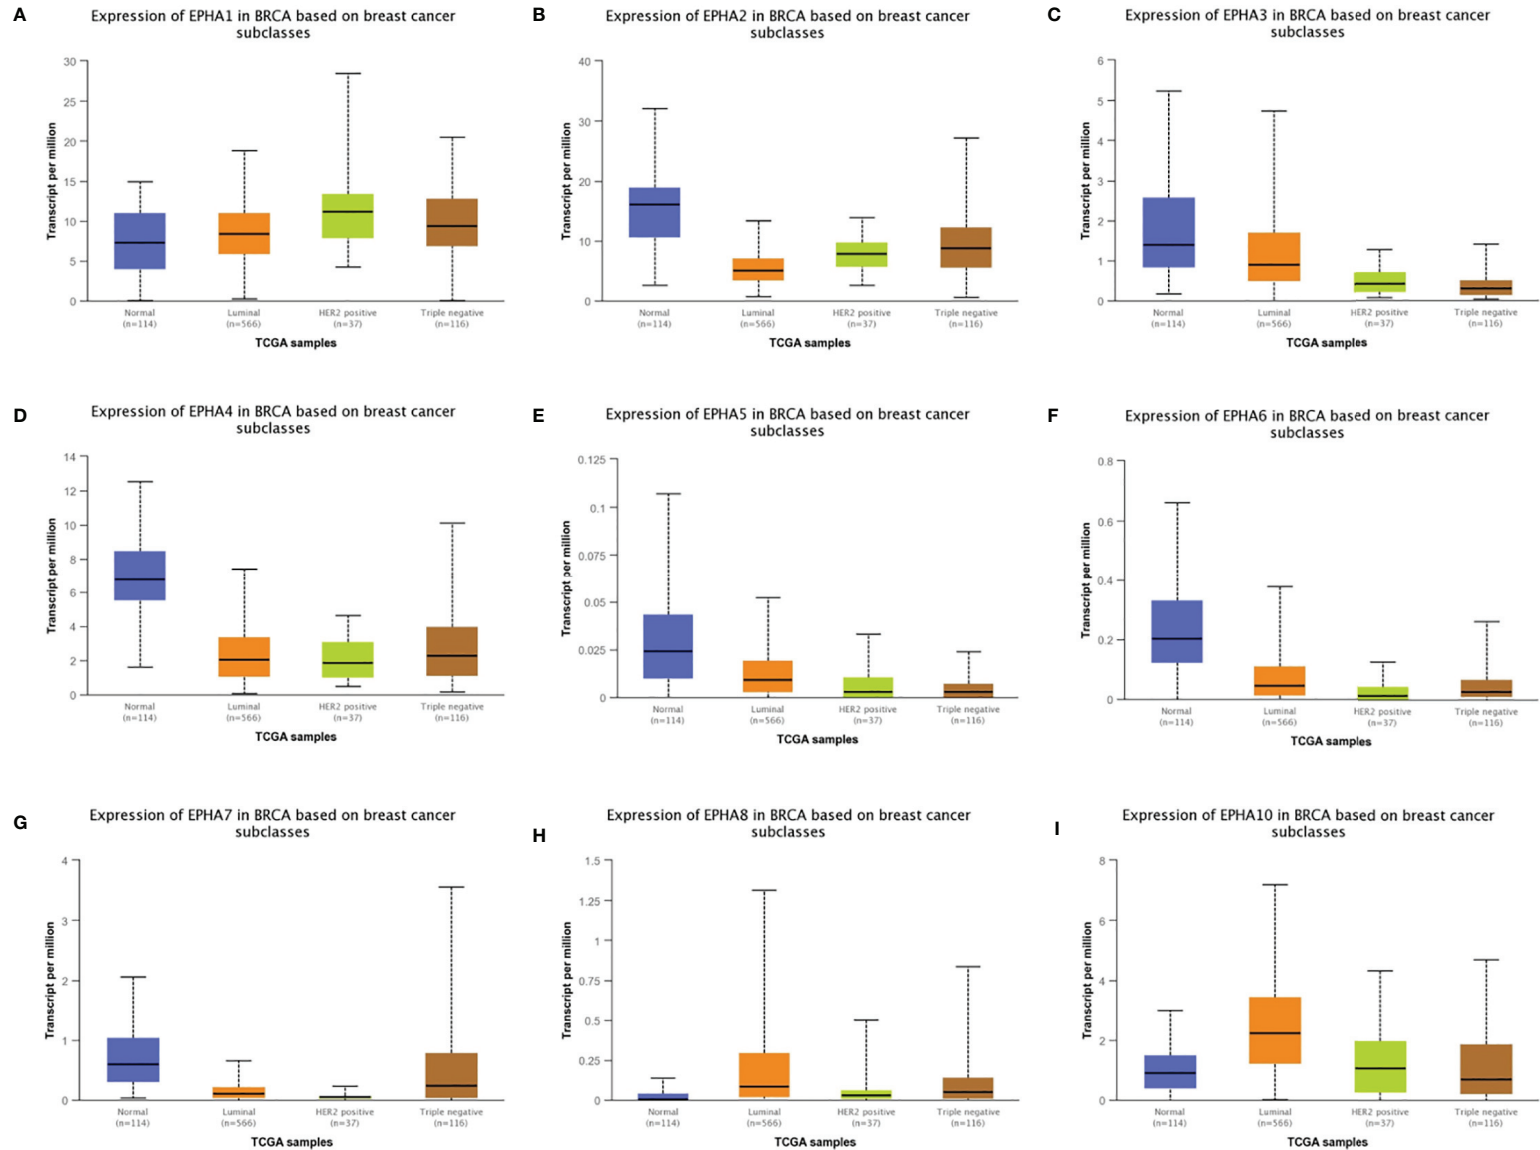 A
Expression of EPHA1 in BRCA based on breast cancer
subclasses
Transcript per million
30
25
20
15
10
5
0
Normal
(n=114)
Luminal
(n=566)
HER2 positive
(n=37)
Triple negative
(n=116)
TCGA samples
B
Expression of EPHA2 in BRCA based on breast cancer
subclasses
Transcript per million
40
30
20
10
0
Normal
(n=114)
Luminal
(n=566)
HER2 positive
(n=37)
Triple negative
(n=116)
TCGA samples
C
Expression of EPHA3 in BRCA based on breast cancer
subclasses
Transcript per million
6
5
4
3
2
1
0
Normal
(n=114)
Luminal
(n=566)
HER2 positive
(n=37)
Triple negative
(n=116)
TCGA samples
D
Expression of EPHA4 in BRCA based on breast cancer
subclasses
Transcript per million
14
12
10
8
6
4
2
0
Normal
(n=114)
Luminal
(n=566)
HER2 positive
(n=37)
Triple negative
(n=116)
TCGA samples
E
Expression of EPHA5 in BRCA based on breast cancer
subclasses
Transcript per million
0.125
0.1
0.075
0.05
0.025
0
Normal
(n=114)
Luminal
(n=566)
HER2 positive
(n=37)
Triple negative
(n=116)
TCGA samples
F
Expression of EPHA6 in BRCA based on breast cancer
subclasses
Transcript per million
0.8
0.6
0.4
0.2
0
Normal
(n=114)
Luminal
(n=566)
HER2 positive
(n=37)
Triple negative
(n=116)
TCGA samples
G
Expression of EPHA7 in BRCA based on breast cancer
subclasses
Transcript per million
4
3
2
1
0
Normal
(n=114)
Luminal
(n=566)
HER2 positive
(n=37)
Triple negative
(n=116)
TCGA samples
H
Expression of EPHA8 in BRCA based on breast cancer
subclasses
Transcript per million
1.5
1.25
1
0.75
0.5
0.25
0
Normal
(n=114)
Luminal
(n=566)
HER2 positive
(n=37)
Triple negative
(n=116)
TCGA samples
I
Expression of EPHA10 in BRCA based on breast cancer
subclasses
Transcript per million
8
6
4
2
0
Normal
(n=114)
Luminal
(n=566)
HER2 positive
(n=37)
Triple negative
(n=116)
TCGA samples